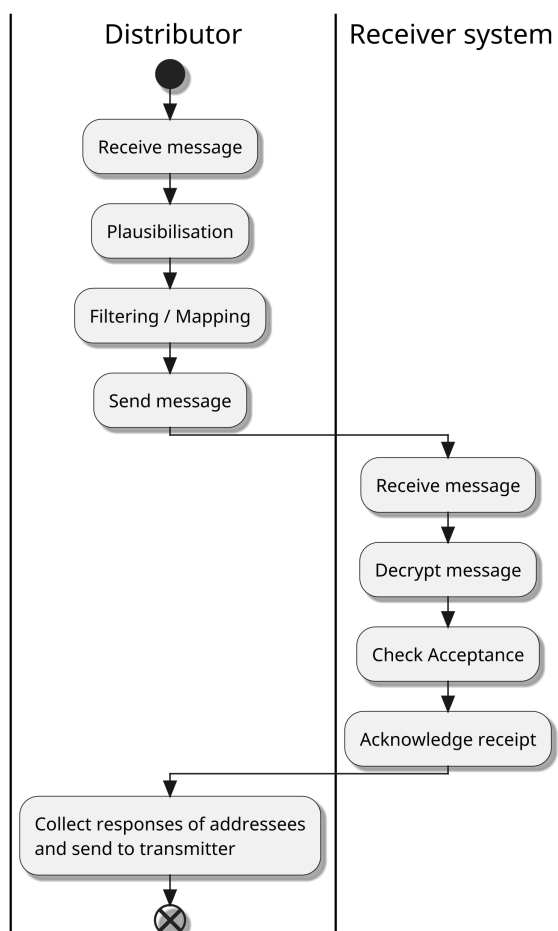 Distributor
Receiver system
Receive message
Plausibilisation
Filtering / Mapping
Send message
Receive message
Decrypt message
Check Acceptance
Acknowledge receipt
Collect responses of addressees
and send to transmitter